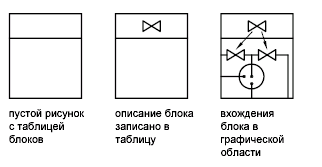 пустой рисунок
с таблицей
блоков
описание блока
записано в
таблицу
вхождения
блока в
графической
области